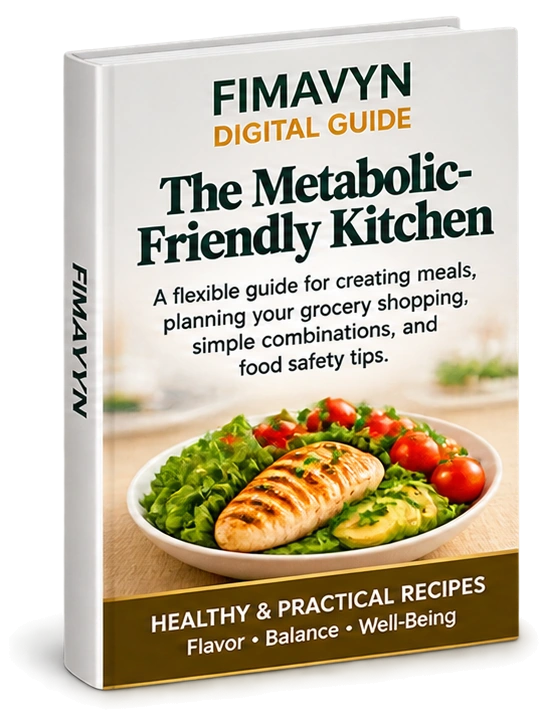 FIMAVYN
DIGITAL GUIDE
The Metabolic-
Friendly Kitchen
A flexible guide for creating meals,
planning your grocery shopping,
simple combinations, and
food safety tips.
HEALTHY & PRACTICAL RECIPES
Flavor • Balance • Well-Being
FIMAVYN